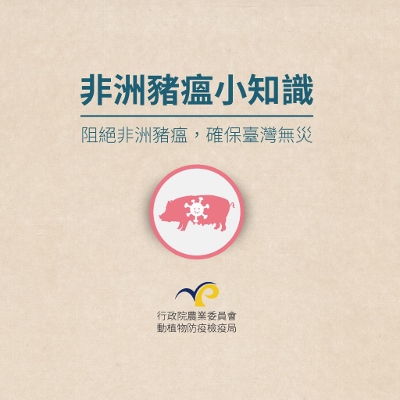 非洲豬瘟小知識
阻絕非洲豬瘟，確保臺灣無災
行政院農業委員會
動植物防疫檢疫局